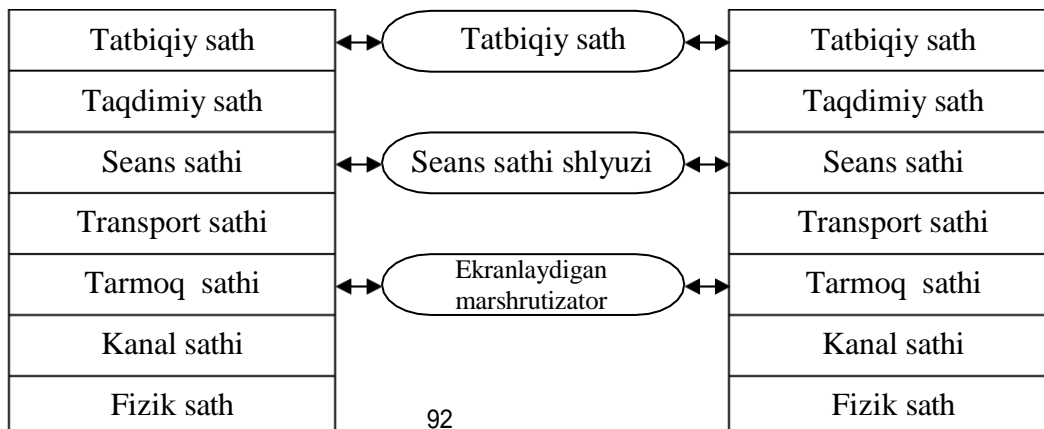 Tatbiqiy sath
Tatbiqiy sath
Tatbiqiy sath
Taqdimiy sath
Taqdimiy sath
Seans sathi
Seans sathi shlyuzi
Seans sathi
Transport sathi
Transport sathi
Tarmoq sathi
Ekranlaydigan
marshrutizator
Tarmoq sathi
Kanal sathi
Kanal sathi
Fizik sath
Fizik sath
92